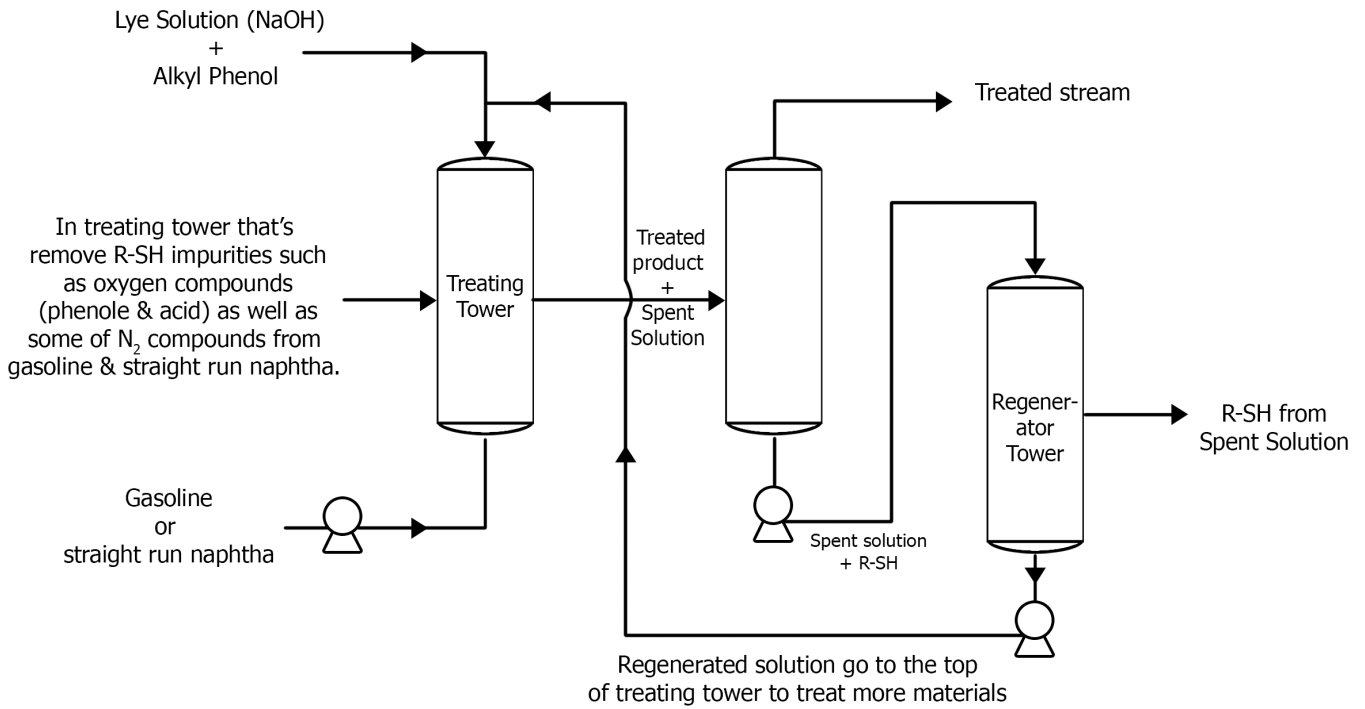 Lye Solution (NaOH)
+
Alkyl Phenol
Treated stream
In treating tower that's
remove R-SH impurities such
as oxygen compounds
(phenole & acid) as well as
some of N2 compounds from
gasoline & straight run naphtha.
Treating
Tower
Treated
product
+
Spent
Solution
Regener-
ator
Tower
R-SH from
Spent Solution
Gasoline
or
straight run naphtha
Spent solution
+ R-SH
Regenerated solution go to the top
of treating tower to treat more materials